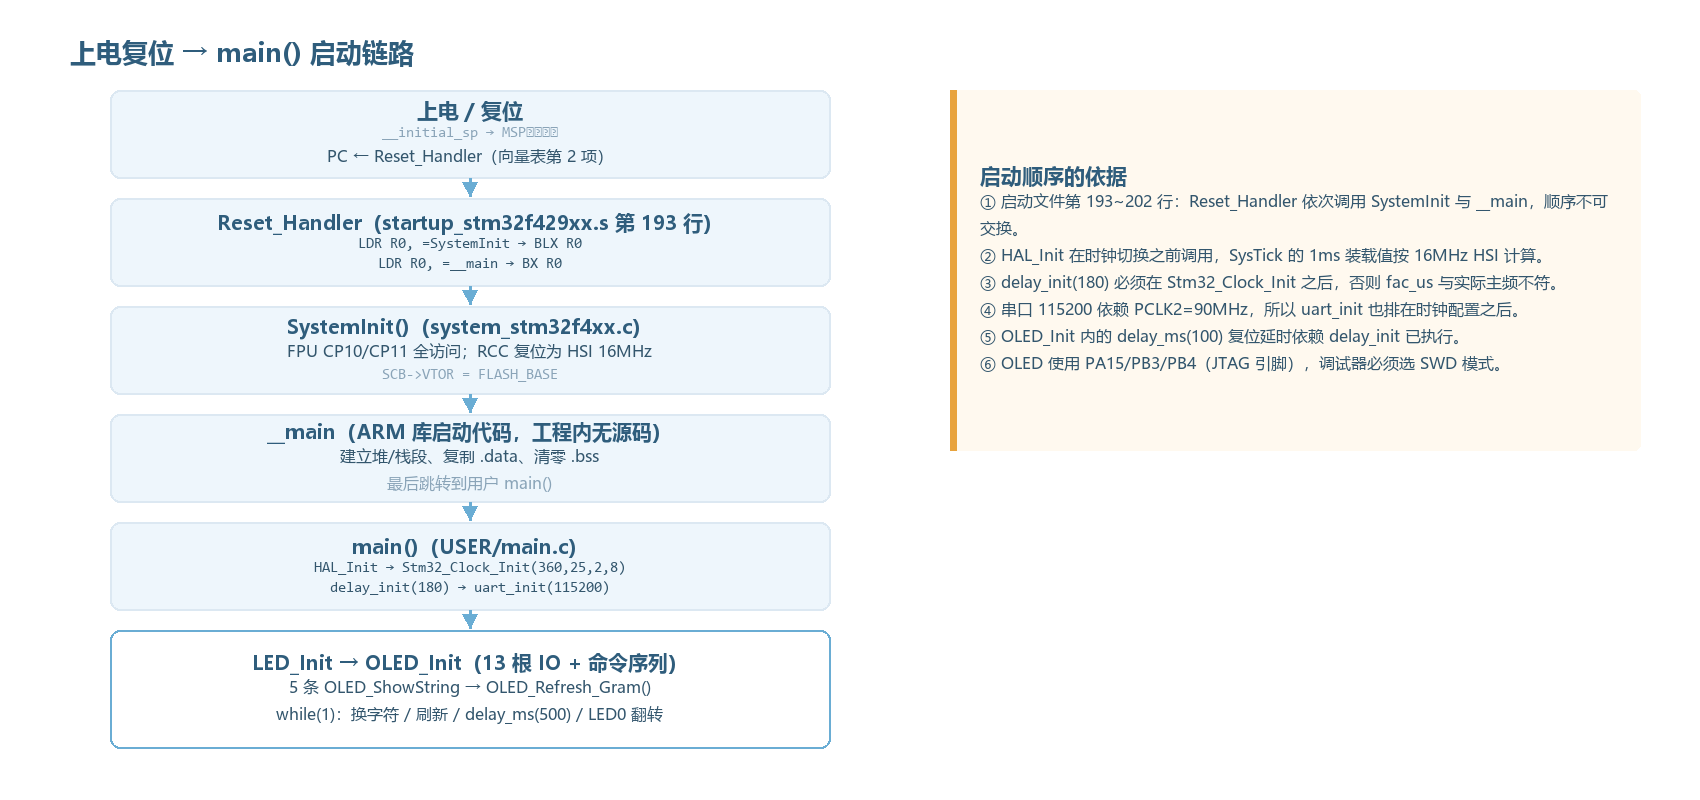 上电复位 → main() 启动链路
上电 / 复位
__initial_sp → MSP
PC ← Reset_Handler（向量表第 2 项）
Reset_Handler（startup_stm32f429xx.s 第 193 行）
LDR R0, =SystemInit → BLX R0
LDR R0, =__main → BX R0
SystemInit()（system_stm32f4xx.c）
FPU CP10/CP11 全访问；RCC 复位为 HSI 16MHz
SCB->VTOR = FLASH_BASE
__main（ARM 库启动代码，工程内无源码）
建立堆/栈段、复制 .data、清零 .bss
最后跳转到用户 main()
main()（USER/main.c）
HAL_Init → Stm32_Clock_Init(360,25,2,8)
delay_init(180) → uart_init(115200)
LED_Init → OLED_Init（13 根 IO + 命令序列）
5 条 OLED_ShowString → OLED_Refresh_Gram()
while(1)：换字符 / 刷新 / delay_ms(500) / LED0 翻转
启动顺序的依据
① 启动文件第 193~202 行：Reset_Handler 依次调用 SystemInit 与 __main，顺序不可
交换。
② HAL_Init 在时钟切换之前调用，SysTick 的 1ms 装载值按 16MHz HSI 计算。
③ delay_init(180) 必须在 Stm32_Clock_Init 之后，否则 fac_us 与实际主频不符。
④ 串口 115200 依赖 PCLK2=90MHz，所以 uart_init 也排在时钟配置之后。
⑤ OLED_Init 内的 delay_ms(100) 复位延时依赖 delay_init 已执行。
⑥ OLED 使用 PA15/PB3/PB4（JTAG 引脚），调试器必须选 SWD 模式。